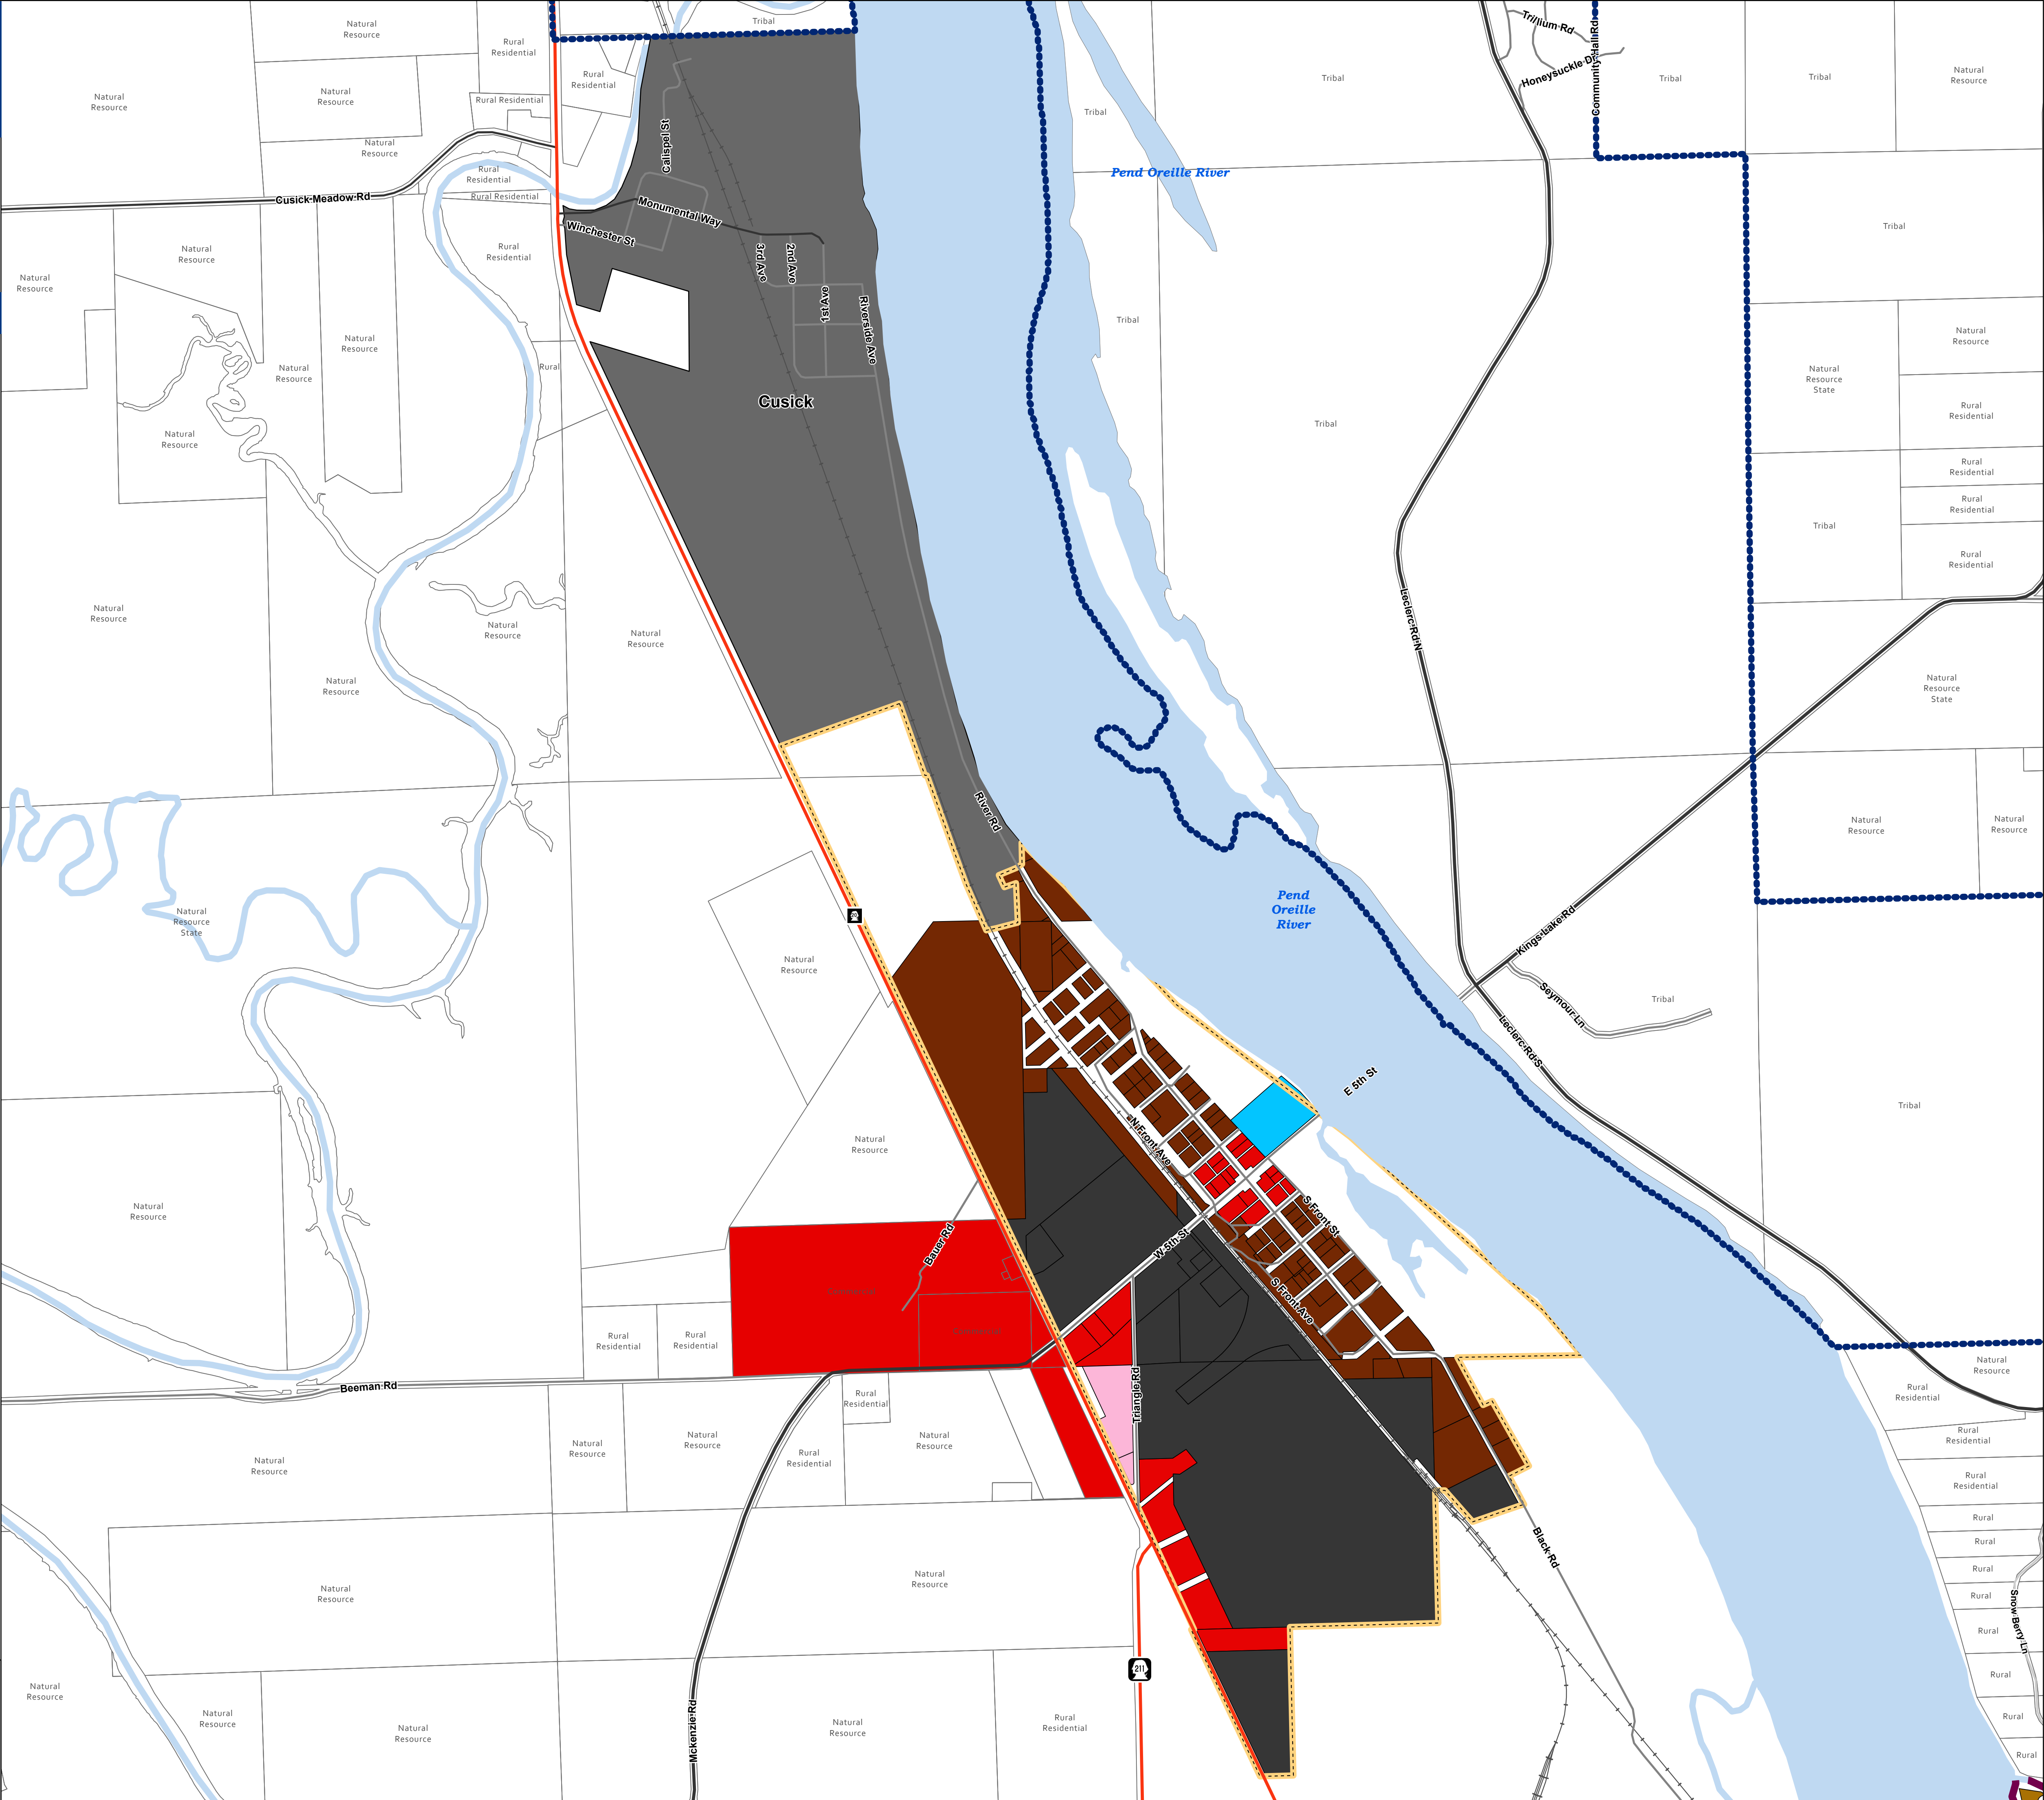 Natural
Resource
Tribal
Trillium Rd
Community Hall Rd
Rural
Residential
Natural
Resource
Rural
Residential
Honeysuckle Dr
Tribal
Tribal
Tribal
Natural
Resource
Natural
Resource
Rural Residential
Tribal
Calispel St
Natural
Resource
Rural
Residential
Pend Oreille River
Cusick-Meadow Rd
Rural Residential
Monumental Way
Winchester St
Tribal
Natural
Resource
Rural
Residential
3rd Ave
2nd Ave
Natural
Resource
1st Ave
Riverside Ave
Tribal
Natural
Resource
Natural
Resource
Natural
Resource
Rural
Natural
Resource
State
Cusick
Rural
Residential
Tribal
Natural
Resource
Rural
Residential
Rural
Residential
Tribal
Rural
Residential
Natural
Resource
Natural
Resource
Natural
Resource
Leclerc Rd N
Natural
Resource
Natural
Resource
State
River Rd
Natural
Resource
Natural
Resource
Pend
Oreille
River
Natural
Resource
State
Kings Lake Rd
Natural
Resource
Seymour Ln
Tribal
Leclerc Rd S
E 5th St
Tribal
Natural
Resource
N Front Ave
Natural
Resource
S Front St
Bauer Rd
W 5th St
S Front Ave
Rural
Residential
Rural
Residential
Beeman Rd
Triangle Rd
Rural
Residential
Natural
Resource
Rural
Residential
Natural
Resource
Natural
Resource
Natural
Resource
Rural
Residential
Natural
Resource
Rural
Residential
Rural
Residential
Rural
Rural
Black Rd
Natural
Resource
Natural
Resource
Rural
Rural
Snow Berry Ln
Rural
211
Rural
Natural
Resource
Natural
Resource
Natural
Resource
Mckenzie Rd
Natural
Resource
Rural
Residential
Rural
Rural